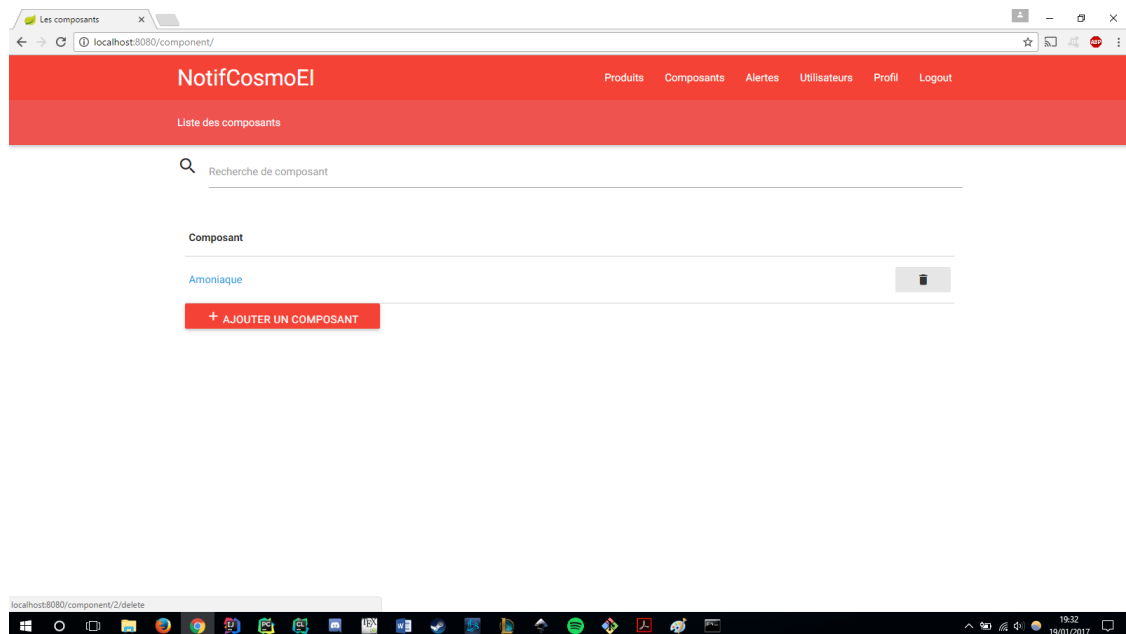 Les composants
localhost:8080/component/
NotifCosmoEI
Produits Composants Alertes Utilisateurs Profil Logout
Liste des composants
Recherche de composant
Composant
Amoniaque
+ AJOUTER UN COMPOSANT
localhost:8080/component/2/delete
19:32
19/01/2017